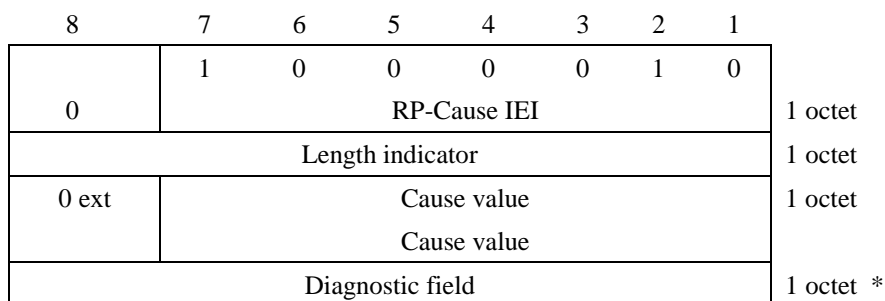 8 7 6 5 4 3 2 1
1 0 0 0 0 1 0
0 RP-Cause IEI 1 octet
Length indicator 1 octet
0 ext Cause value 1 octet
Cause value
Diagnostic field 1 octet *